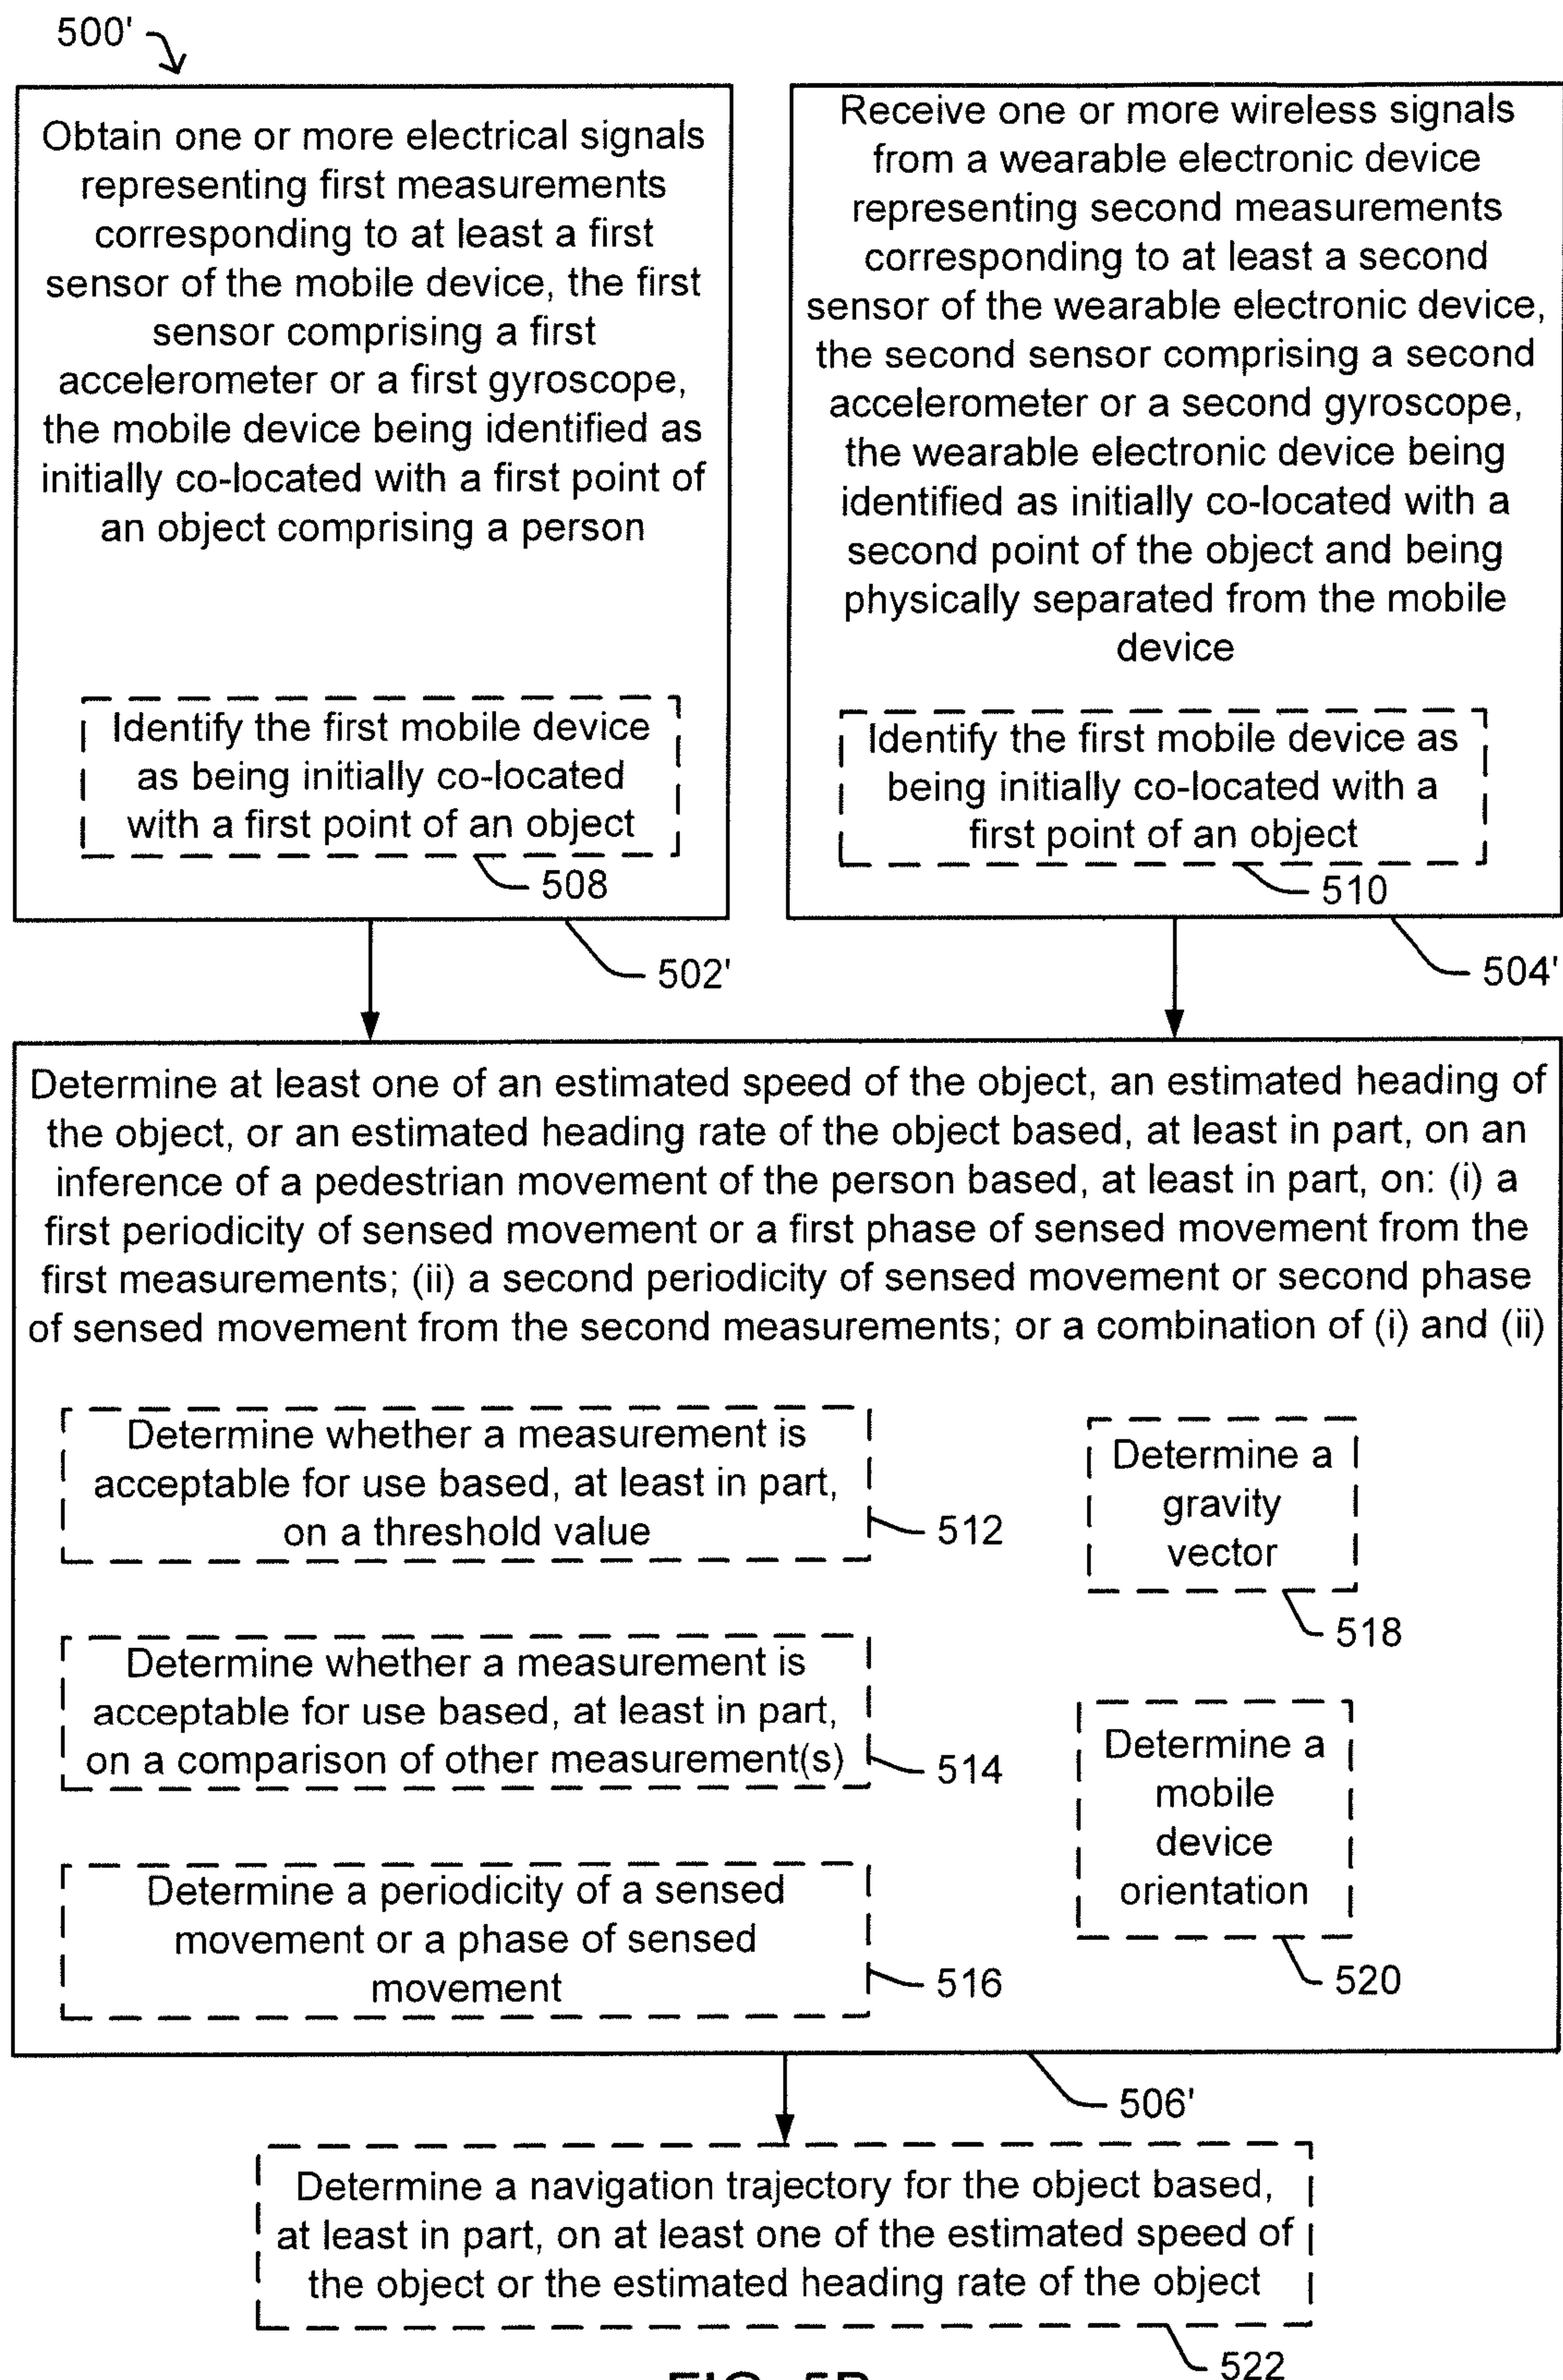 500'
Obtain one or more electrical signals
representing first measurements
corresponding to at least a first
sensor of the mobile device, the first
sensor comprising a first
accelerometer or a first gyroscope,
the mobile device being identified as
initially co-located with a first point of
an object comprising a person
Identify the first mobile device
as being initially co-located
with a first point of an object
508
502'
Receive one or more wireless signals
from a wearable electronic device
representing second measurements
corresponding to at least a second
sensor of the wearable electronic device,
the second sensor comprising a second
accelerometer or a second gyroscope,
the wearable electronic device being
identified as initially co-located with a
second point of the object and being
physically separated from the mobile
device
Identify the first mobile device as
being initially co-located with a
first point of an object
510
504'
Determine at least one of an estimated speed of the object, an estimated heading of
the object, or an estimated heading rate of the object based, at least in part, on an
inference of a pedestrian movement of the person based, at least in part, on: (i) a
first periodicity of sensed movement or a first phase of sensed movement from the
first measurements; (ii) a second periodicity of sensed movement or second phase
of sensed movement from the second measurements; or a combination of (i) and (ii)
Determine whether a measurement is
acceptable for use based, at least in part,
on a threshold value
512
Determine whether a measurement is
acceptable for use based, at least in part,
on a comparison of other measurement(s)
514
Determine a periodicity of a sensed
movement or a phase of sensed
movement
516
Determine a
gravity
vector
518
Determine a
mobile
device
orientation
520
506'
Determine a navigation trajectory for the object based,
at least in part, on at least one of the estimated speed of
the object or the estimated heading rate of the object
522